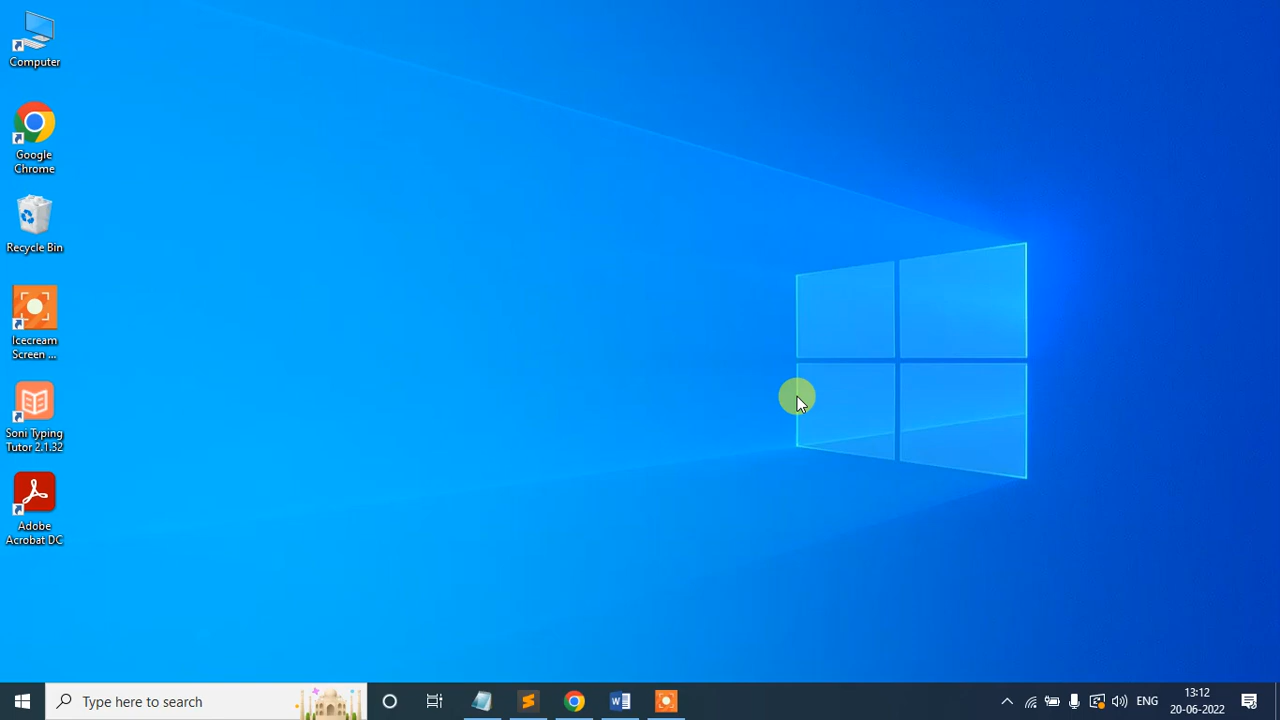 Computer
Google
Chrome
Recycle Bin
Icecream
Screen ...
Soni Typing
Tutor 2.1.32
Adobe
Acrobat DC
Type here to search
ENG
13:12
20-06-2022